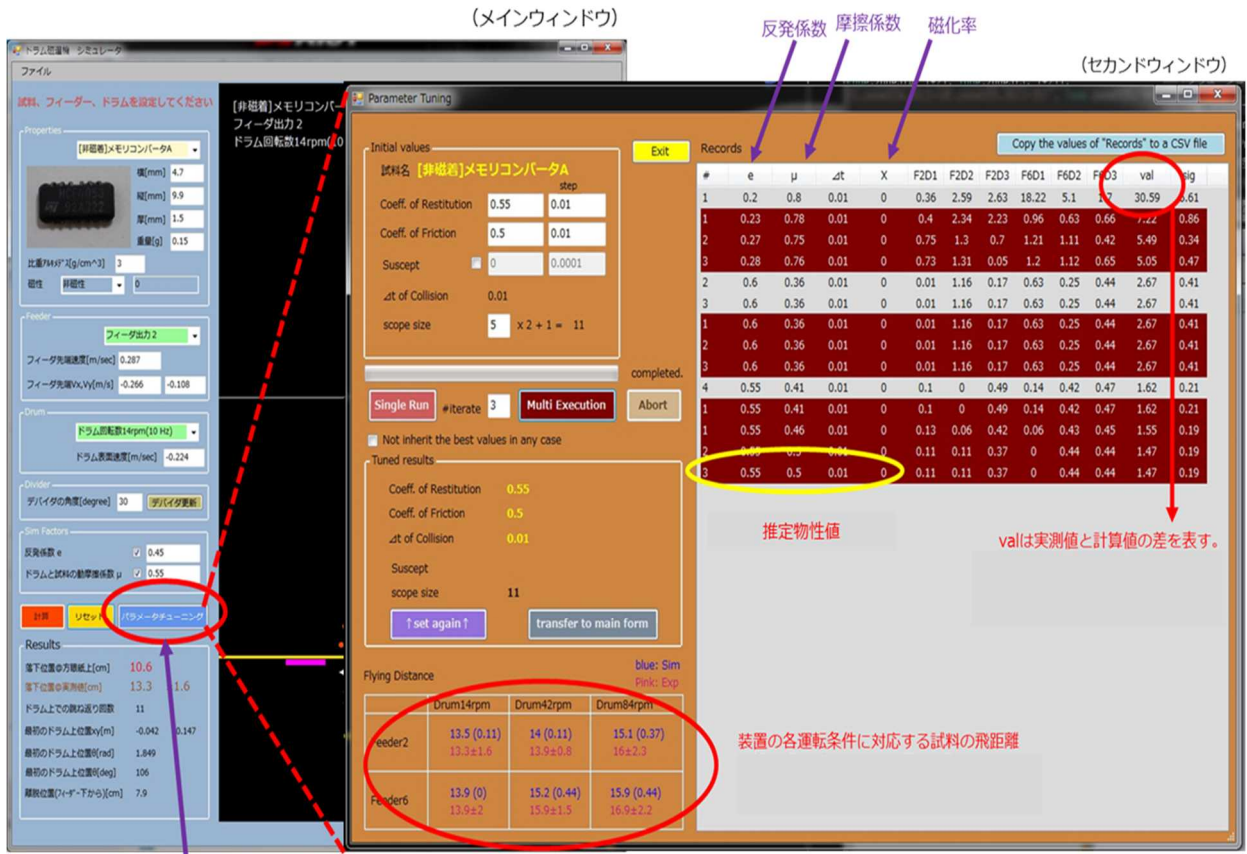 (メインウィンドウ)
反発係数 摩擦係数 磁化率
(セカンドウィンドウ)
ドラム磁選機 シミュレータ
ファイル
試料、フィーダー、ドラムを設定してください
Properties
[非磁着]メモリコンバータA
横[mm] 4.7
縦[mm] 9.9
厚[mm] 1.5
重量[g] 0.15
比重アルキメデス[g/cm^3] 3
磁性 非磁性 0
Feeder
フィーダ出力2
フィーダ先端速度[m/sec] 0.287
フィーダ先端Vx,Vy[m/s] -0.266 -0.108
Drum
ドラム回転数14rpm(10 Hz)
ドラム表面速度[m/sec] -0.224
Divider
デバイダの角度[degree] 30 デバイダ更新
Sim Factors
反発係数 e 0.45
ドラムと試料の動摩擦係数 μ 0.55
計算 リセット パラメータチューニング
Results
落下位置@方眼紙上[cm] 10.6
落下位置@実測値[cm] 13.3 1.6
ドラム上での跳ね返り回数 11
最初のドラム上位置xy[m] -0.042 0.147
最初のドラム上位置θ[rad] 1.849
最初のドラム上位置θ[deg] 106
離脱位置(フィーダー下から)[cm] 7.9
[非磁着]メモリコンバー
フィーダ出力2
ドラム回転数14rpm(10
Parameter Tuning
Initial values
試料名 [非磁着]メモリコンバータA
step
Coeff. of Restitution 0.55 0.01
Coeff. of Friction 0.5 0.01
Suscept 0 0.0001
⊿t of Collision 0.01
scope size 5 x 2 + 1 = 11
Exit
completed.
Single Run #iterate 3 Multi Execution Abort
Not inherit the best values in any case
Tuned results
Coeff. of Restitution 0.55
Coeff. of Friction 0.5
⊿t of Collision 0.01
Suscept
scope size 11
↑set again↑ transfer to main form
Flying Distance
blue: Sim
Pink: Exp
Drum14rpm Drum42rpm Drum84rpm
Feeder2 13.5 (0.11) 14 (0.11) 15.1 (0.37)
13.3±1.6 13.9±0.8 16±2.3
Feeder6 13.9 (0) 15.2 (0.44) 15.9 (0.44)
13.9±2 15.9±1.5 16.9±2.2
Records
Copy the values of "Records" to a CSV file
# e μ ⊿t X F2D1 F2D2 F2D3 F6D1 F6D2 F6D3 val sig
1 0.2 0.8 0.01 0 0.36 2.59 2.63 18.22 5.1 1.7 30.59 6.61
1 0.23 0.78 0.01 0 0.4 2.34 2.23 0.96 0.63 0.66 7.22 0.86
2 0.27 0.75 0.01 0 0.75 1.3 0.7 1.21 1.11 0.42 5.49 0.34
3 0.28 0.76 0.01 0 0.73 1.31 0.05 1.2 1.12 0.65 5.05 0.47
2 0.6 0.36 0.01 0 0.01 1.16 0.17 0.63 0.25 0.44 2.67 0.41
3 0.6 0.36 0.01 0 0.01 1.16 0.17 0.63 0.25 0.44 2.67 0.41
1 0.6 0.36 0.01 0 0.01 1.16 0.17 0.63 0.25 0.44 2.67 0.41
2 0.6 0.36 0.01 0 0.01 1.16 0.17 0.63 0.25 0.44 2.67 0.41
3 0.6 0.36 0.01 0 0.01 1.16 0.17 0.63 0.25 0.44 2.67 0.41
4 0.55 0.41 0.01 0 0.1 0 0.49 0.14 0.42 0.47 1.62 0.21
1 0.55 0.41 0.01 0 0.1 0 0.49 0.14 0.42 0.47 1.62 0.21
1 0.55 0.46 0.01 0 0.13 0.06 0.42 0.06 0.43 0.45 1.55 0.19
2 0.55 0.5 0.01 0 0.11 0.11 0.37 0 0.44 0.44 1.47 0.19
3 0.55 0.5 0.01 0 0.11 0.11 0.37 0 0.44 0.44 1.47 0.19
推定物性値
valは実測値と計算値の差を表す。
装置の各運転条件に対応する試料の飛距離